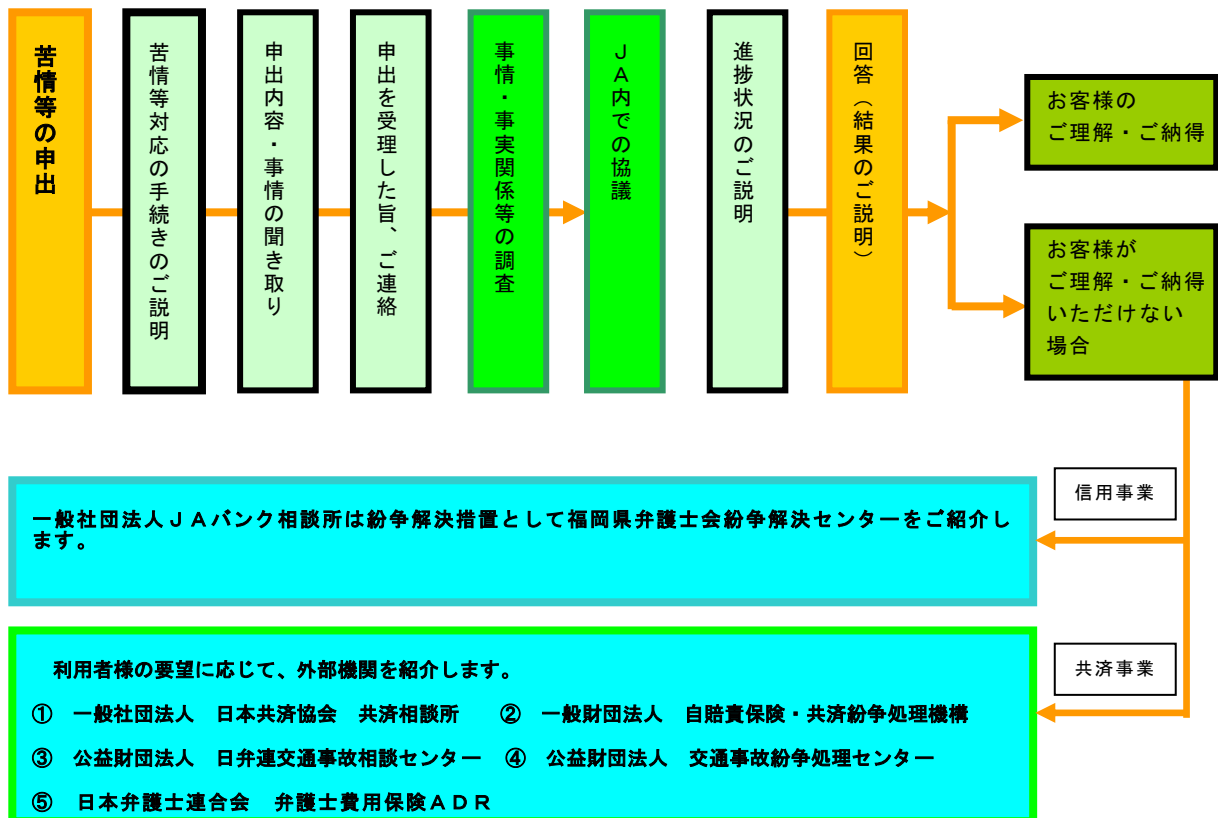 苦情等の申出
苦情等対応の手続きのご説明
申出内容・事情の聞き取り
申出を受理した旨、ご連絡
事情・事実関係等の調査
ＪＡ内での協議
進捗状況のご説明
回答（結果のご説明）
お客様の
ご理解・ご納得
お客様が
ご理解・ご納得
いただけない
場合
信用事業
一般社団法人ＪＡバンク相談所は紛争解決措置として福岡県弁護士会紛争解決センターをご紹介し
ます。
共済事業
利用者様の要望に応じて、外部機関を紹介します。
①　一般社団法人　日本共済協会　共済相談所　　②　一般財団法人　自賠責保険・共済紛争処理機構
③　公益財団法人　日弁連交通事故相談センター　④　公益財団法人　交通事故紛争処理センター
⑤　日本弁護士連合会　弁護士費用保険ＡＤＲ